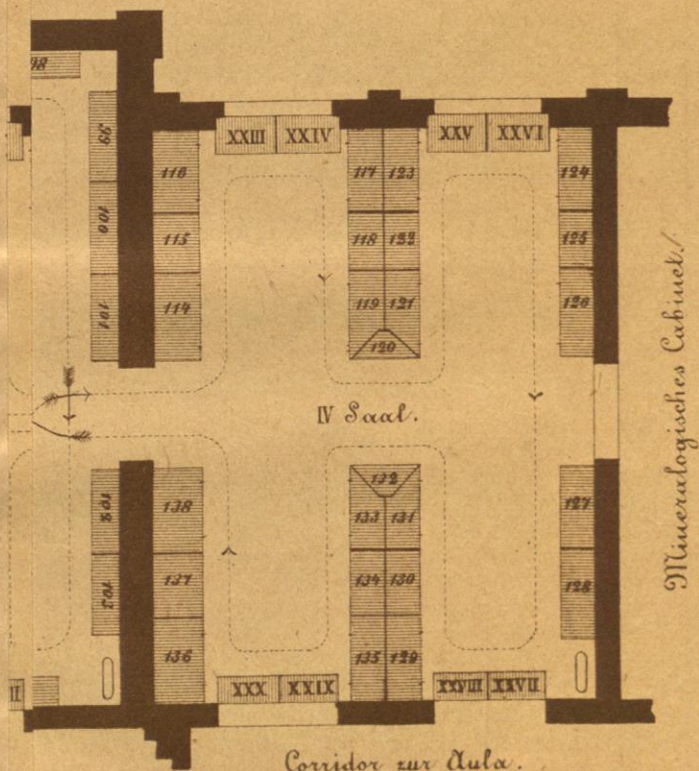 98
XXIII XXIV XXV XXVI
99 116 117 123 124
100 115 118 122 125
101 114 119 121 126
120
IV Saal.
Mineralogisches Cabinet.
132
102 138 133 131 127
103 137 134 130 128
136 135 129
II XXX XXIX XXVIII XXVII
Corridor zur Aula.